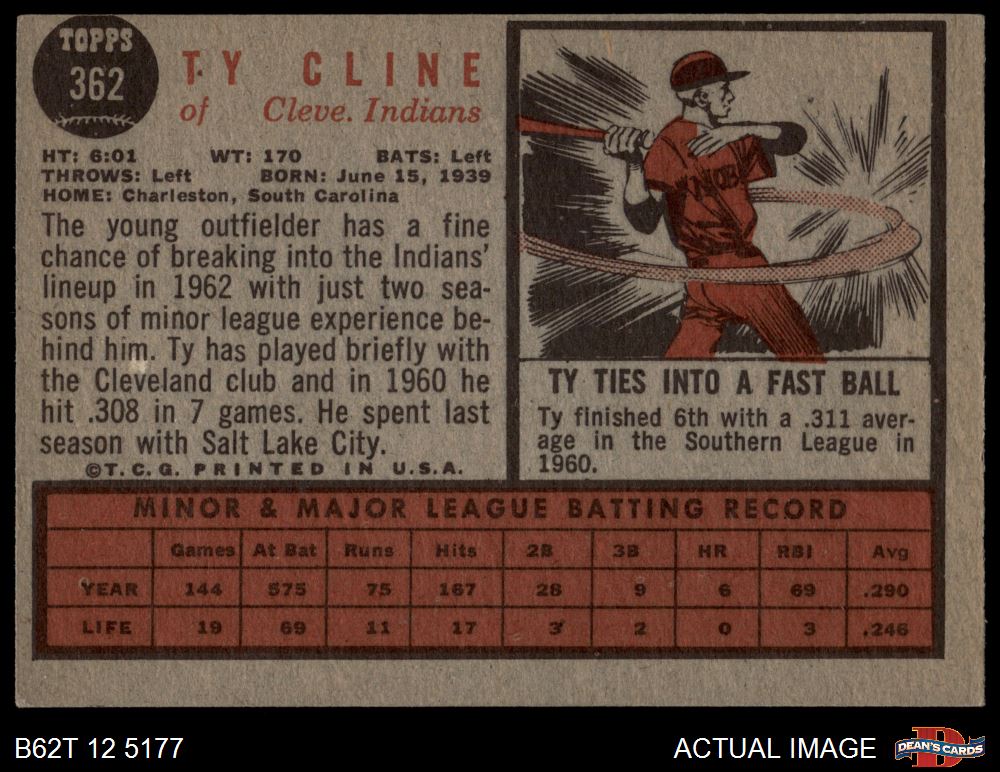 TOPPS
362
TY CLINE
of Cleve. Indians
HT: 6:01 WT: 170 BATS: Left
THROWS: Left BORN: June 15, 1939
HOME: Charleston, South Carolina
The young outfielder has a fine
chance of breaking into the Indians'
lineup in 1962 with just two sea-
sons of minor league experience be-
hind him. Ty has played briefly with
the Cleveland club and in 1960 he
hit .308 in 7 games. He spent last
season with Salt Lake City.
©T.C.G. PRINTED IN U.S.A.
TY TIES INTO A FAST BALL
Ty finished 6th with a .311 aver-
age in the Southern League in
1960.
MINOR & MAJOR LEAGUE BATTING RECORD
Games At Bat Runs Hits 2B 3B HR RBI Avg
YEAR 144 575 75 167 28 9 6 69 .290
LIFE 19 69 11 17 3 2 0 3 .246
B62T 12 5177
ACTUAL IMAGE
DEAN'S CARDS